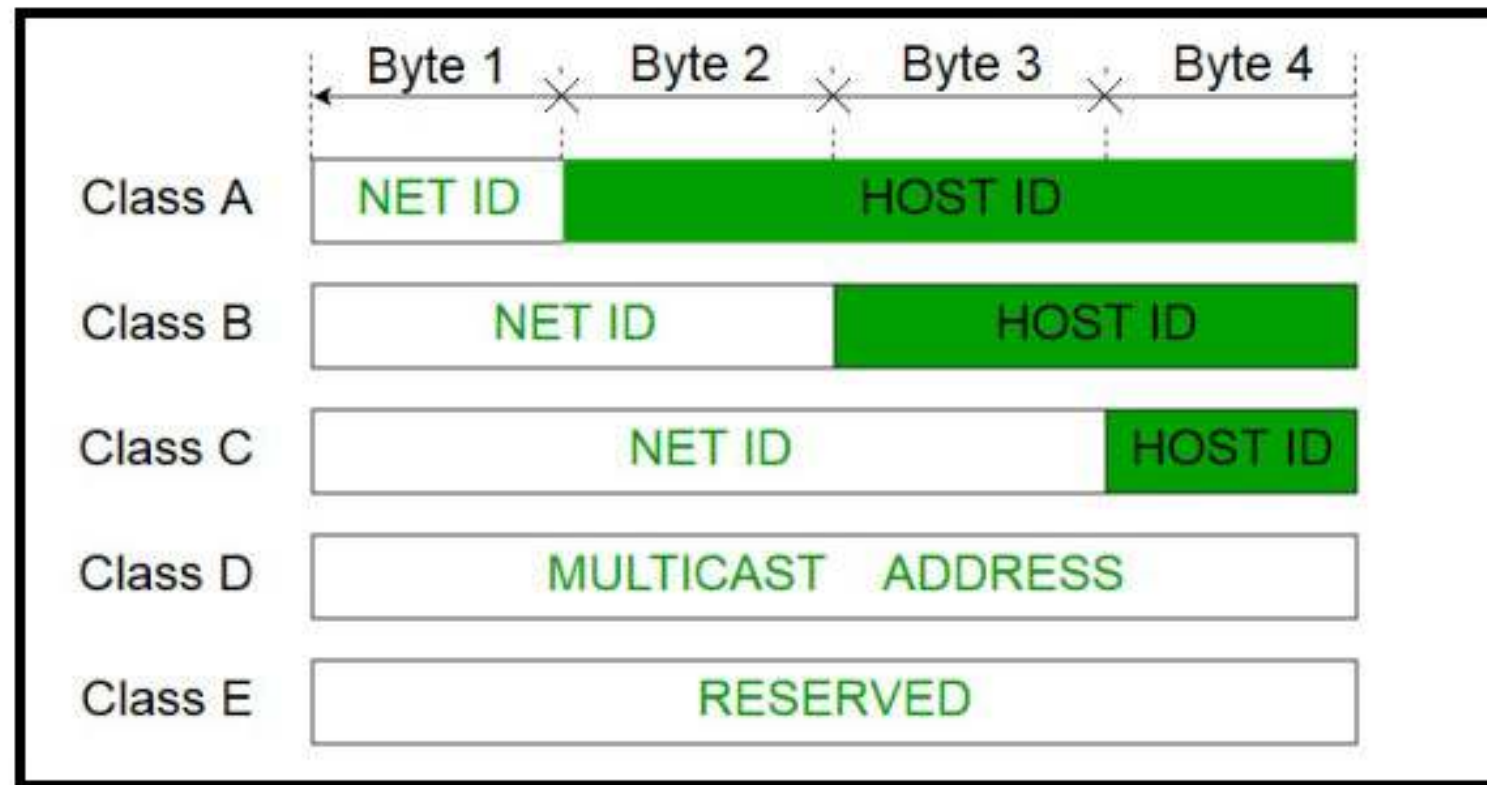 Byte 1 Byte 2 Byte 3 Byte 4
Class A NET ID HOST ID
Class B NET ID HOST ID
Class C NET ID HOST ID
Class D MULTICAST ADDRESS
Class E RESERVED